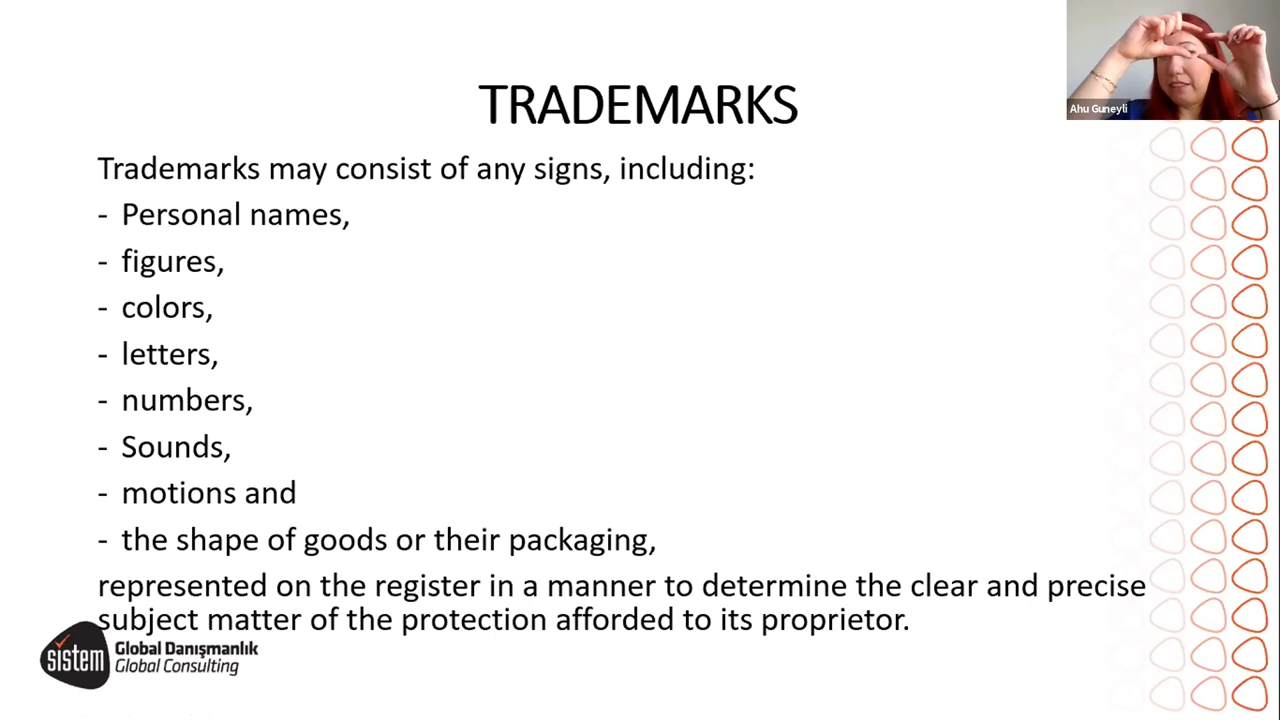 TRADEMARKS
Ahu Guneyli
Trademarks may consist of any signs, including:
- Personal names,
- figures,
- colors,
- letters,
- numbers,
- Sounds,
- motions and
- the shape of goods or their packaging,
represented on the register in a manner to determine the clear and precise
subject matter of the protection afforded to its proprietor.
sistem
Global Danışmanlık
Global Consulting